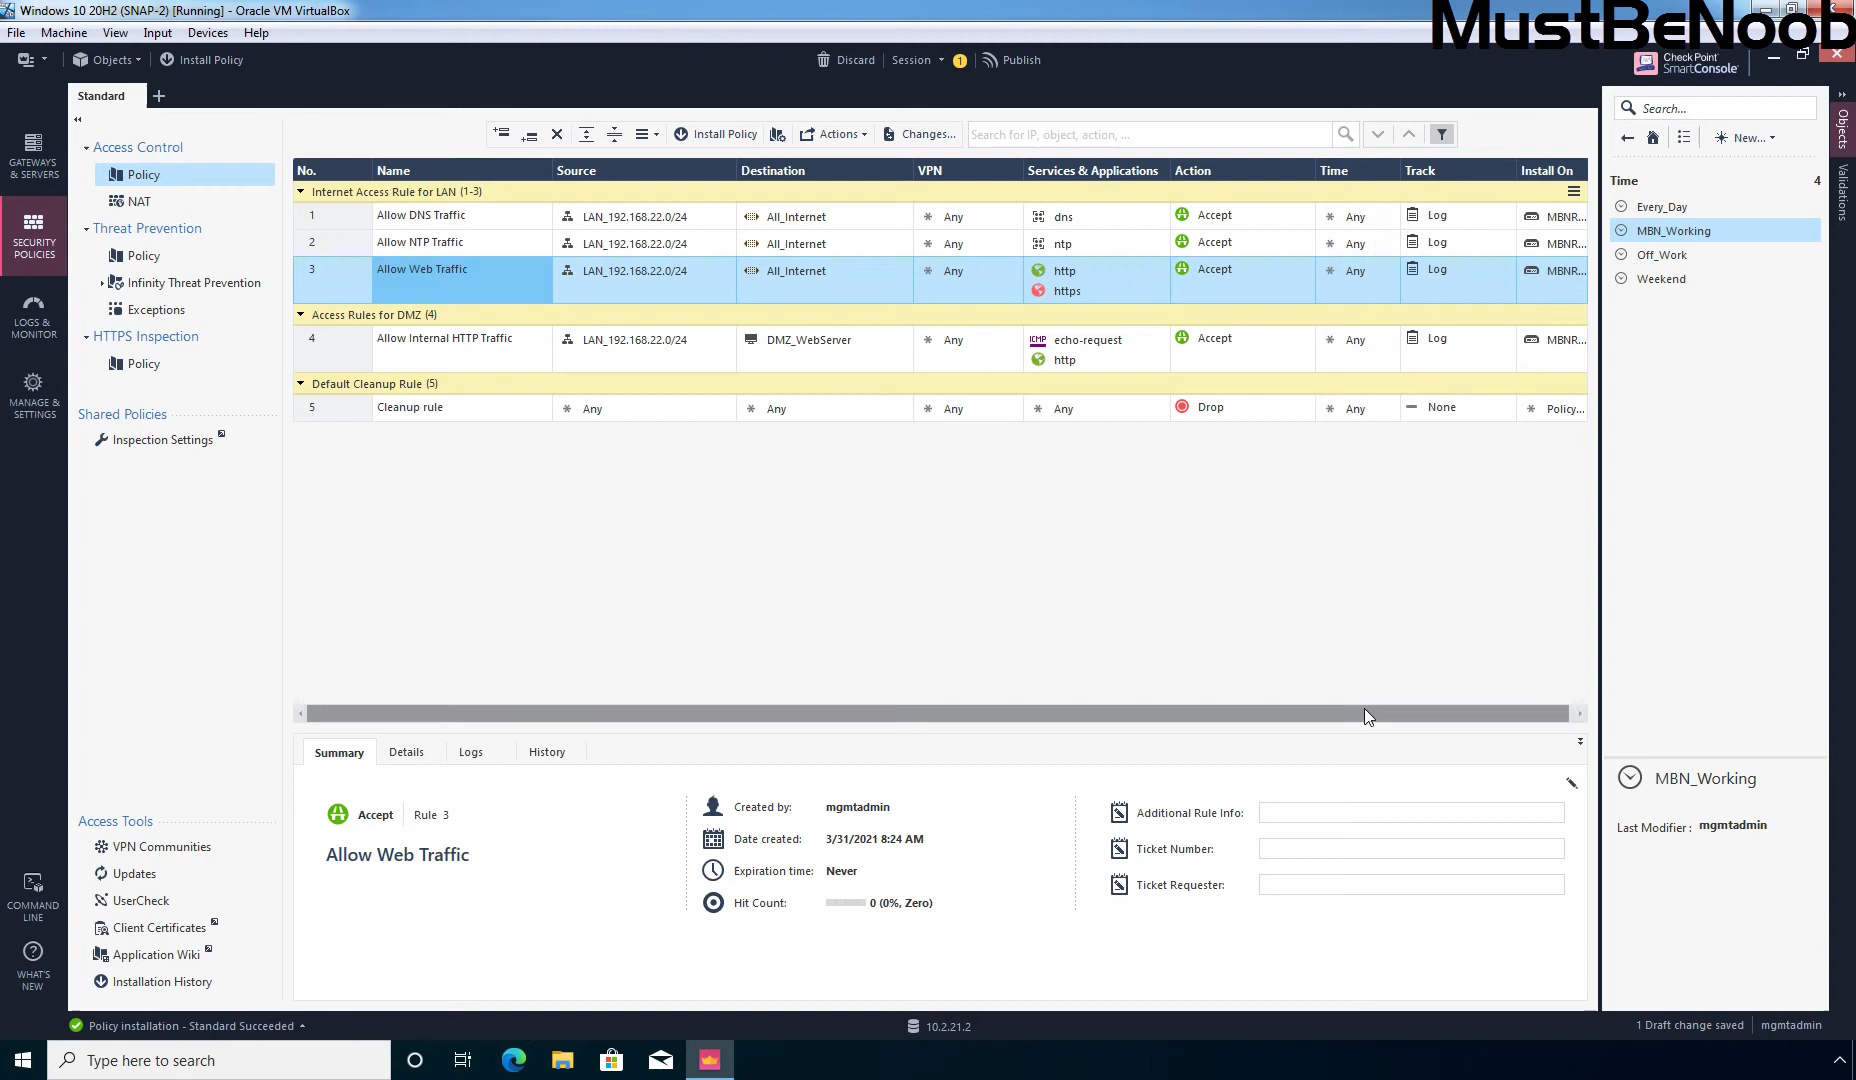 Windows 10 20H2 (SNAP-2) [Running] - Oracle VM VirtualBox
MustBeNoob
File Machine View Input Devices Help
Objects Install Policy Discard Session 1 Publish
Check Point SmartConsole
Standard
Search...
New...
GATEWAYS & SERVERS
SECURITY POLICIES
LOGS & MONITOR
MANAGE & SETTINGS
COMMAND LINE
WHAT'S NEW
Access Control
Policy
NAT
Threat Prevention
Policy
Infinity Threat Prevention
Exceptions
HTTPS Inspection
Policy
Shared Policies
Inspection Settings
Access Tools
VPN Communities
Updates
UserCheck
Client Certificates
Application Wiki
Installation History
Install Policy Actions Changes... Search for IP, object, action, ...
No. Name Source Destination VPN Services & Applications Action Time Track Install On
Internet Access Rule for LAN (1-3)
1 Allow DNS Traffic LAN_192.168.22.0/24 All_Internet Any dns Accept Any Log MBNR...
2 Allow NTP Traffic LAN_192.168.22.0/24 All_Internet Any ntp Accept Any Log MBNR...
3 Allow Web Traffic LAN_192.168.22.0/24 All_Internet Any http Accept Any Log MBNR...
https
Access Rules for DMZ (4)
4 Allow Internal HTTP Traffic LAN_192.168.22.0/24 DMZ_WebServer Any ICMP echo-request Accept Any Log MBNR...
http
Default Cleanup Rule (5)
5 Cleanup rule Any Any Any Any Drop Any None Policy...
Summary Details Logs History
Accept Rule 3
Allow Web Traffic
Created by: mgmtadmin
Date created: 3/31/2021 8:24 AM
Expiration time: Never
Hit Count: 0 (0%, Zero)
Additional Rule Info:
Ticket Number:
Ticket Requester:
Time 4
Every_Day
MBN_Working
Off_Work
Weekend
MBN_Working
Last Modifier : mgmtadmin
Objects
Validations
Policy installation - Standard Succeeded
10.2.21.2
1 Draft change saved mgmtadmin
Type here to search